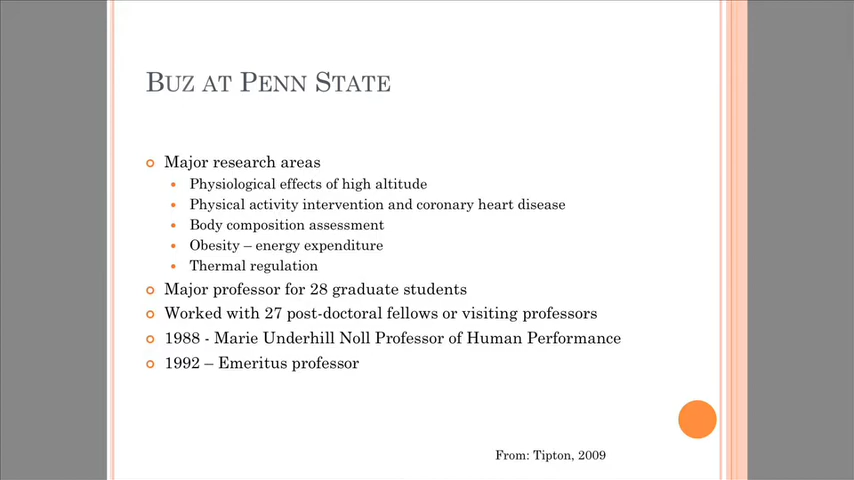 Buz at Penn State
Major research areas
Physiological effects of high altitude
Physical activity intervention and coronary heart disease
Body composition assessment
Obesity – energy expenditure
Thermal regulation
Major professor for 28 graduate students
Worked with 27 post-doctoral fellows or visiting professors
1988 - Marie Underhill Noll Professor of Human Performance
1992 – Emeritus professor
From: Tipton, 2009